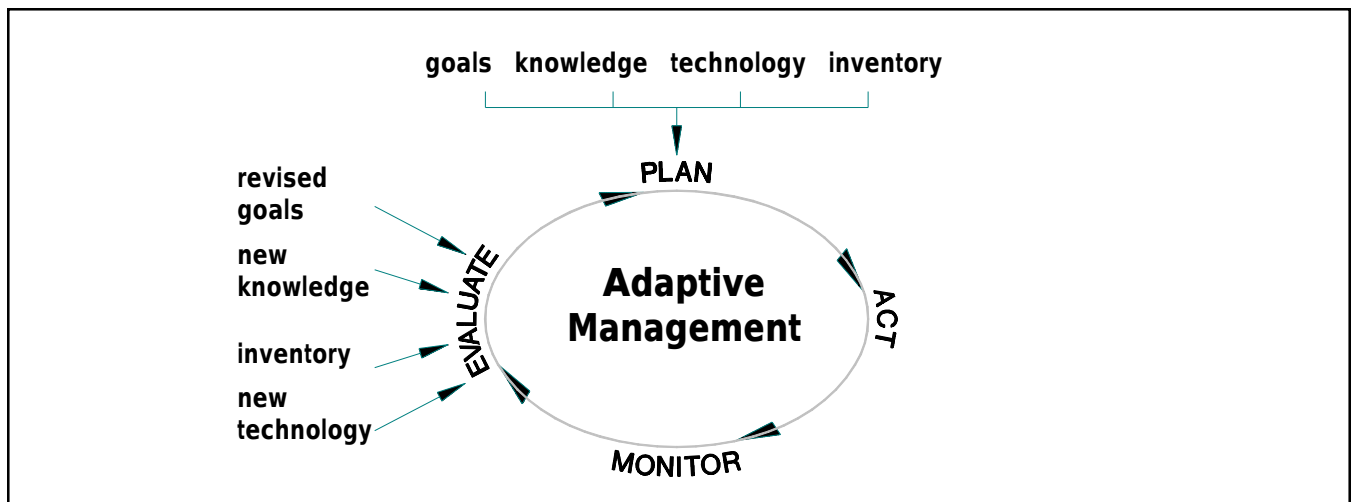 goals knowledge technology inventory
PLAN
revised
goals
new
knowledge
inventory
new
technology
EVALUATE
Adaptive
Management
ACT
MONITOR